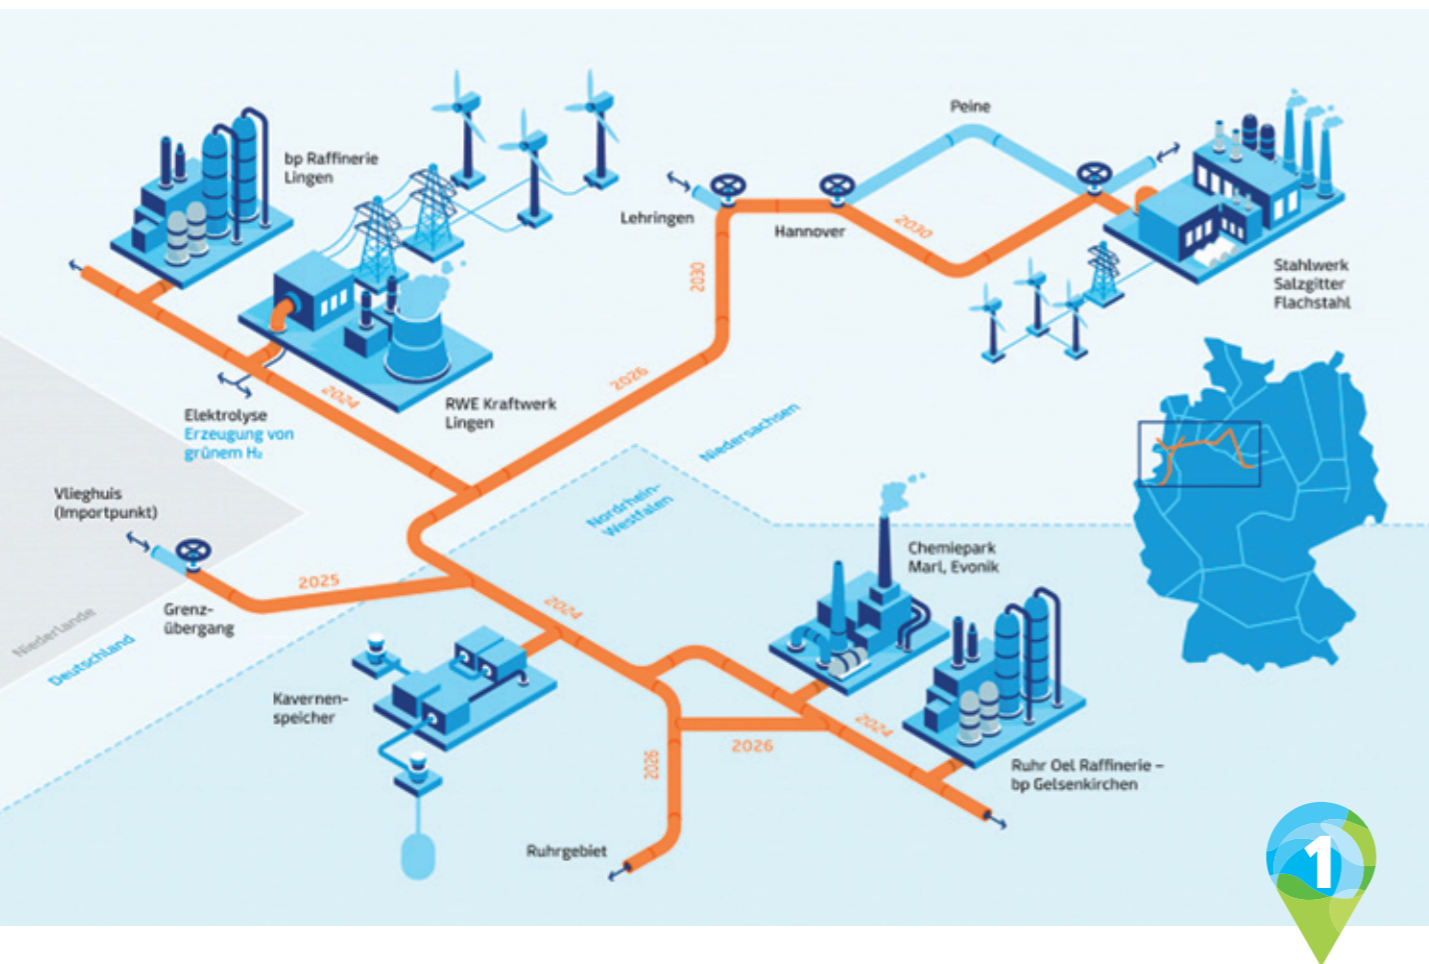 Peine
bp Raffinerie
Lingen
Lehringen
Hannover
2030
2030
Stahlwerk
Salzgitter
Flachstahl
2024
2026
RWE Kraftwerk
Lingen
Elektrolyse
Erzeugung von
grünem H₂
Niedersachsen
Vlieghuis
(Importpunkt)
Nordrhein-
Westfalen
Chemiepark
Marl, Evonik
2025
Grenz-
übergang
2024
Niederlande
Deutschland
Kavernen-
speicher
2024
2026
2026
Ruhr Oel Raffinerie –
bp Gelsenkirchen
Ruhrgebiet
1